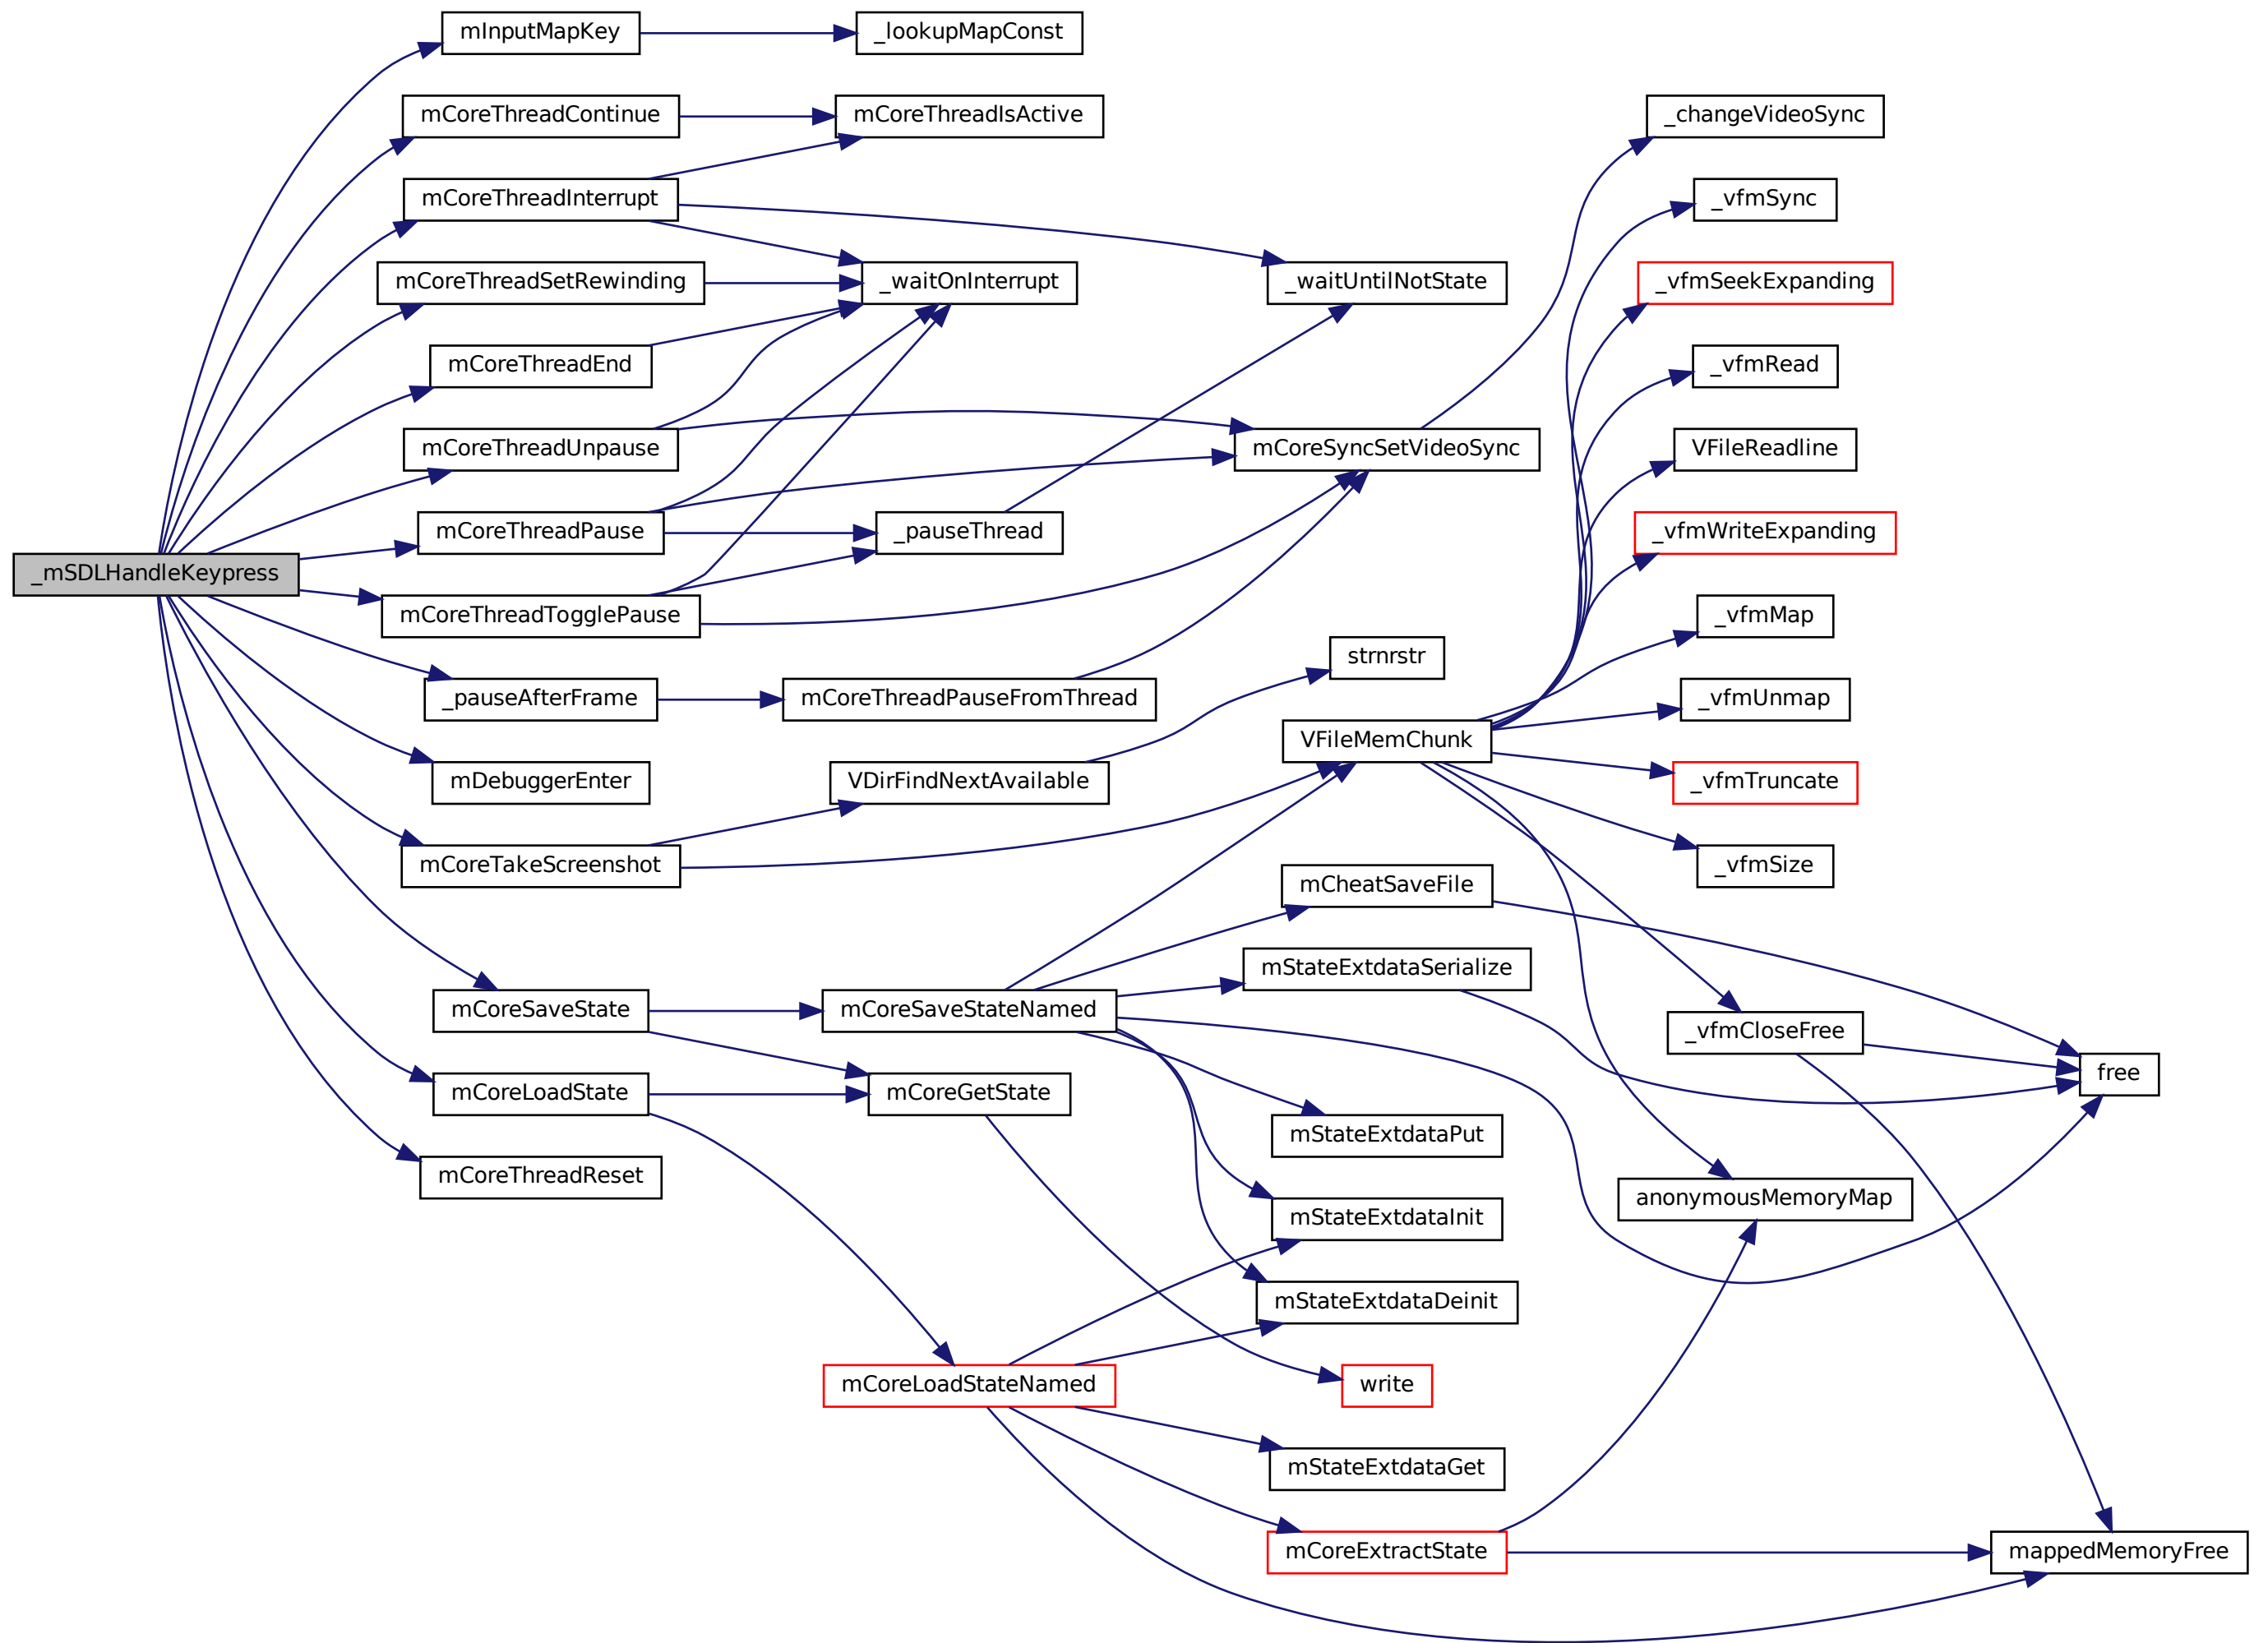 mInputMapKey
_lookupMapConst
mCoreThreadContinue
mCoreThreadIsActive
_changeVideoSync
mCoreThreadInterrupt
_vfmSync
mCoreThreadSetRewinding
_waitOnInterrupt
_waitUntilNotState
_vfmSeekExpanding
mCoreThreadEnd
_vfmRead
mCoreThreadUnpause
mCoreSyncSetVideoSync
VFileReadline
mCoreThreadPause
_pauseThread
_vfmWriteExpanding
_mSDLHandleKeypress
mCoreThreadTogglePause
_vfmMap
strnrstr
_pauseAfterFrame
mCoreThreadPauseFromThread
_vfmUnmap
VFileMemChunk
mDebuggerEnter
VDirFindNextAvailable
_vfmTruncate
mCoreTakeScreenshot
_vfmSize
mCheatSaveFile
mStateExtdataSerialize
mCoreSaveState
mCoreSaveStateNamed
_vfmCloseFree
free
mCoreLoadState
mCoreGetState
mStateExtdataPut
mCoreThreadReset
anonymousMemoryMap
mStateExtdataInit
mStateExtdataDeinit
mCoreLoadStateNamed
write
mStateExtdataGet
mCoreExtractState
mappedMemoryFree